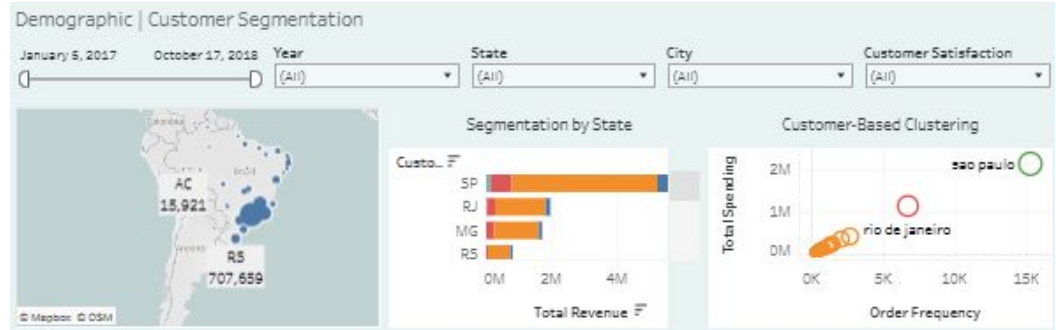 Demographic | Customer Segmentation
January 5, 2017 October 17, 2018
Year
(All)
State
(All)
City
(All)
Customer Satisfaction
(All)
AC
15,921
RS
707,659
© Mapbox © OSM
Segmentation by State
Custo..
SP
RJ
MG
RS
0M 2M 4M
Total Revenue
Customer-Based Clustering
Total Spending
2M
1M
0M
sao paulo
rio de janeiro
0K 5K 10K 15K
Order Frequency